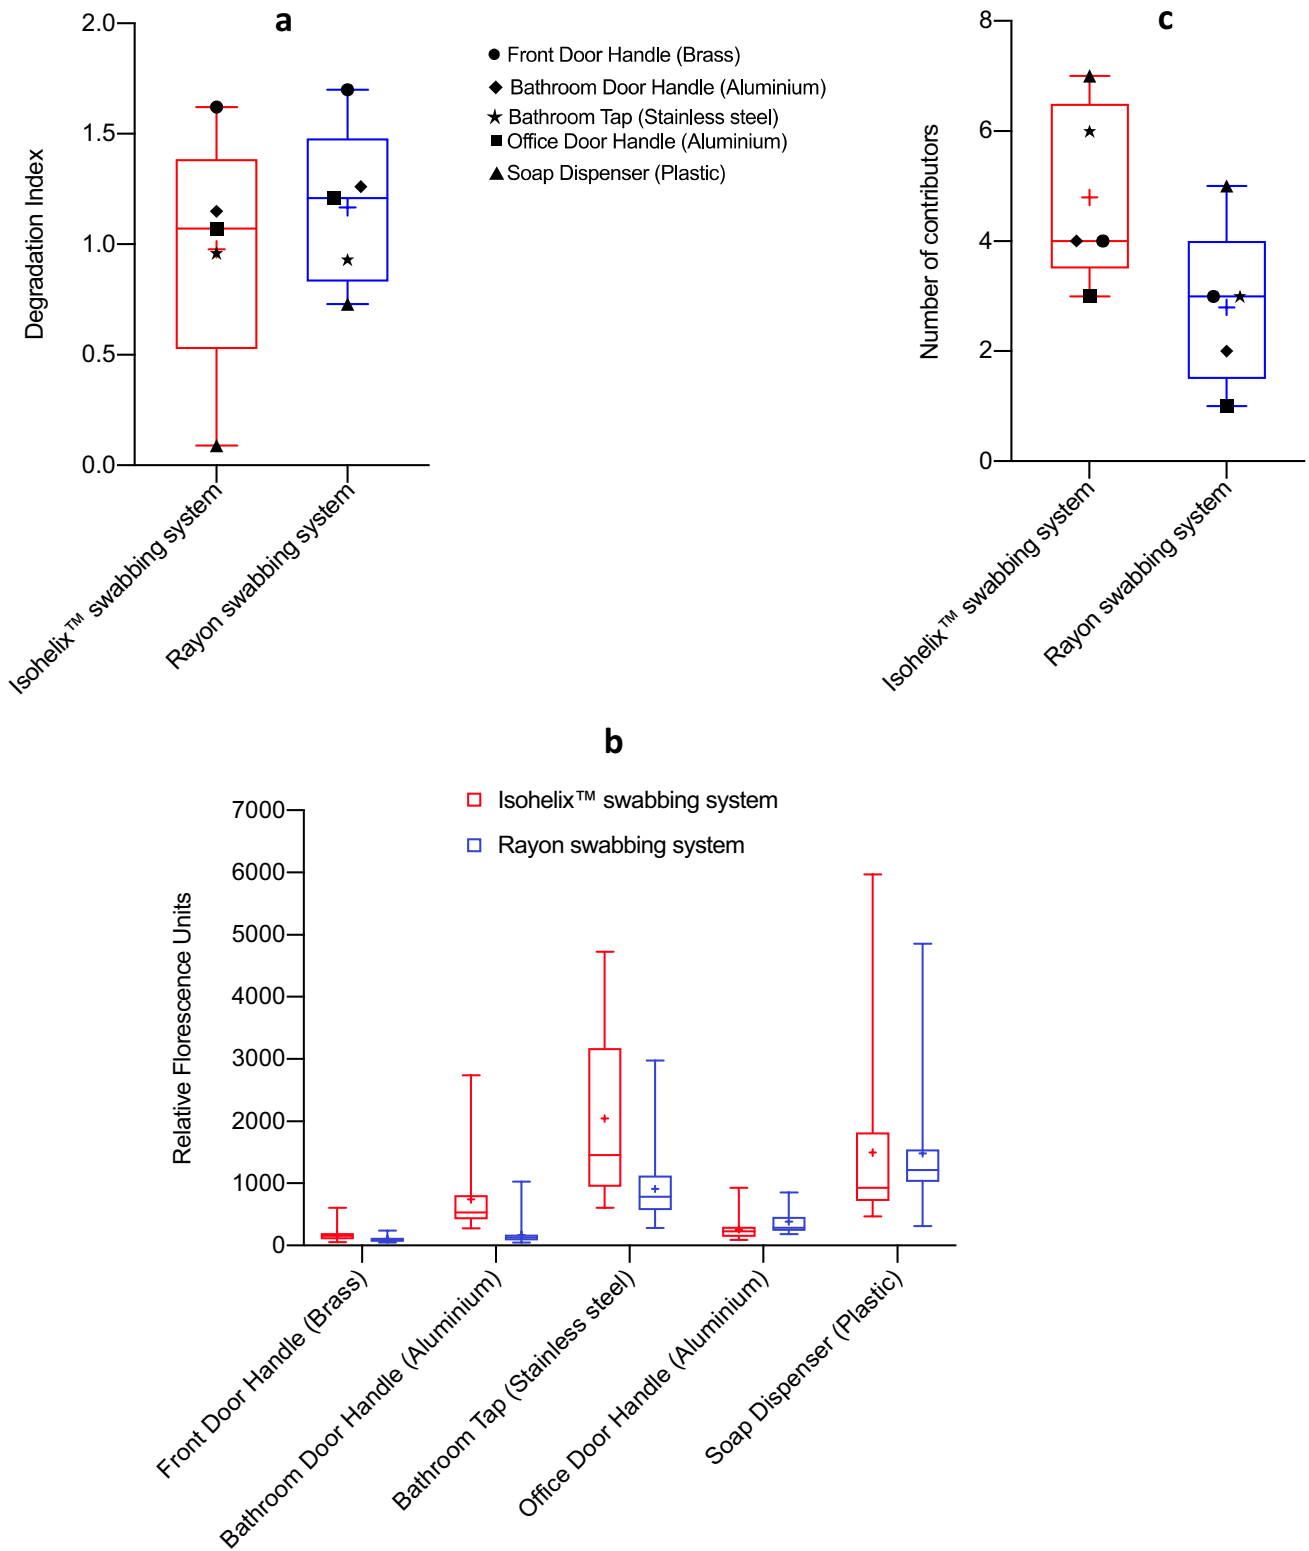 a
2.0
1.5
1.0
0.5
0.0
Degradation Index
Isohelix™ swabbing system
Rayon swabbing system
Front Door Handle (Brass)
Bathroom Door Handle (Aluminium)
Bathroom Tap (Stainless steel)
Office Door Handle (Aluminium)
Soap Dispenser (Plastic)
c
8
6
4
2
0
Number of contributors
Isohelix™ swabbing system
Rayon swabbing system
b
Isohelix™ swabbing system
Rayon swabbing system
7000
6000
5000
4000
3000
2000
1000
0
Relative Florescence Units
Front Door Handle (Brass)
Bathroom Door Handle (Aluminium)
Bathroom Tap (Stainless steel)
Office Door Handle (Aluminium)
Soap Dispenser (Plastic)